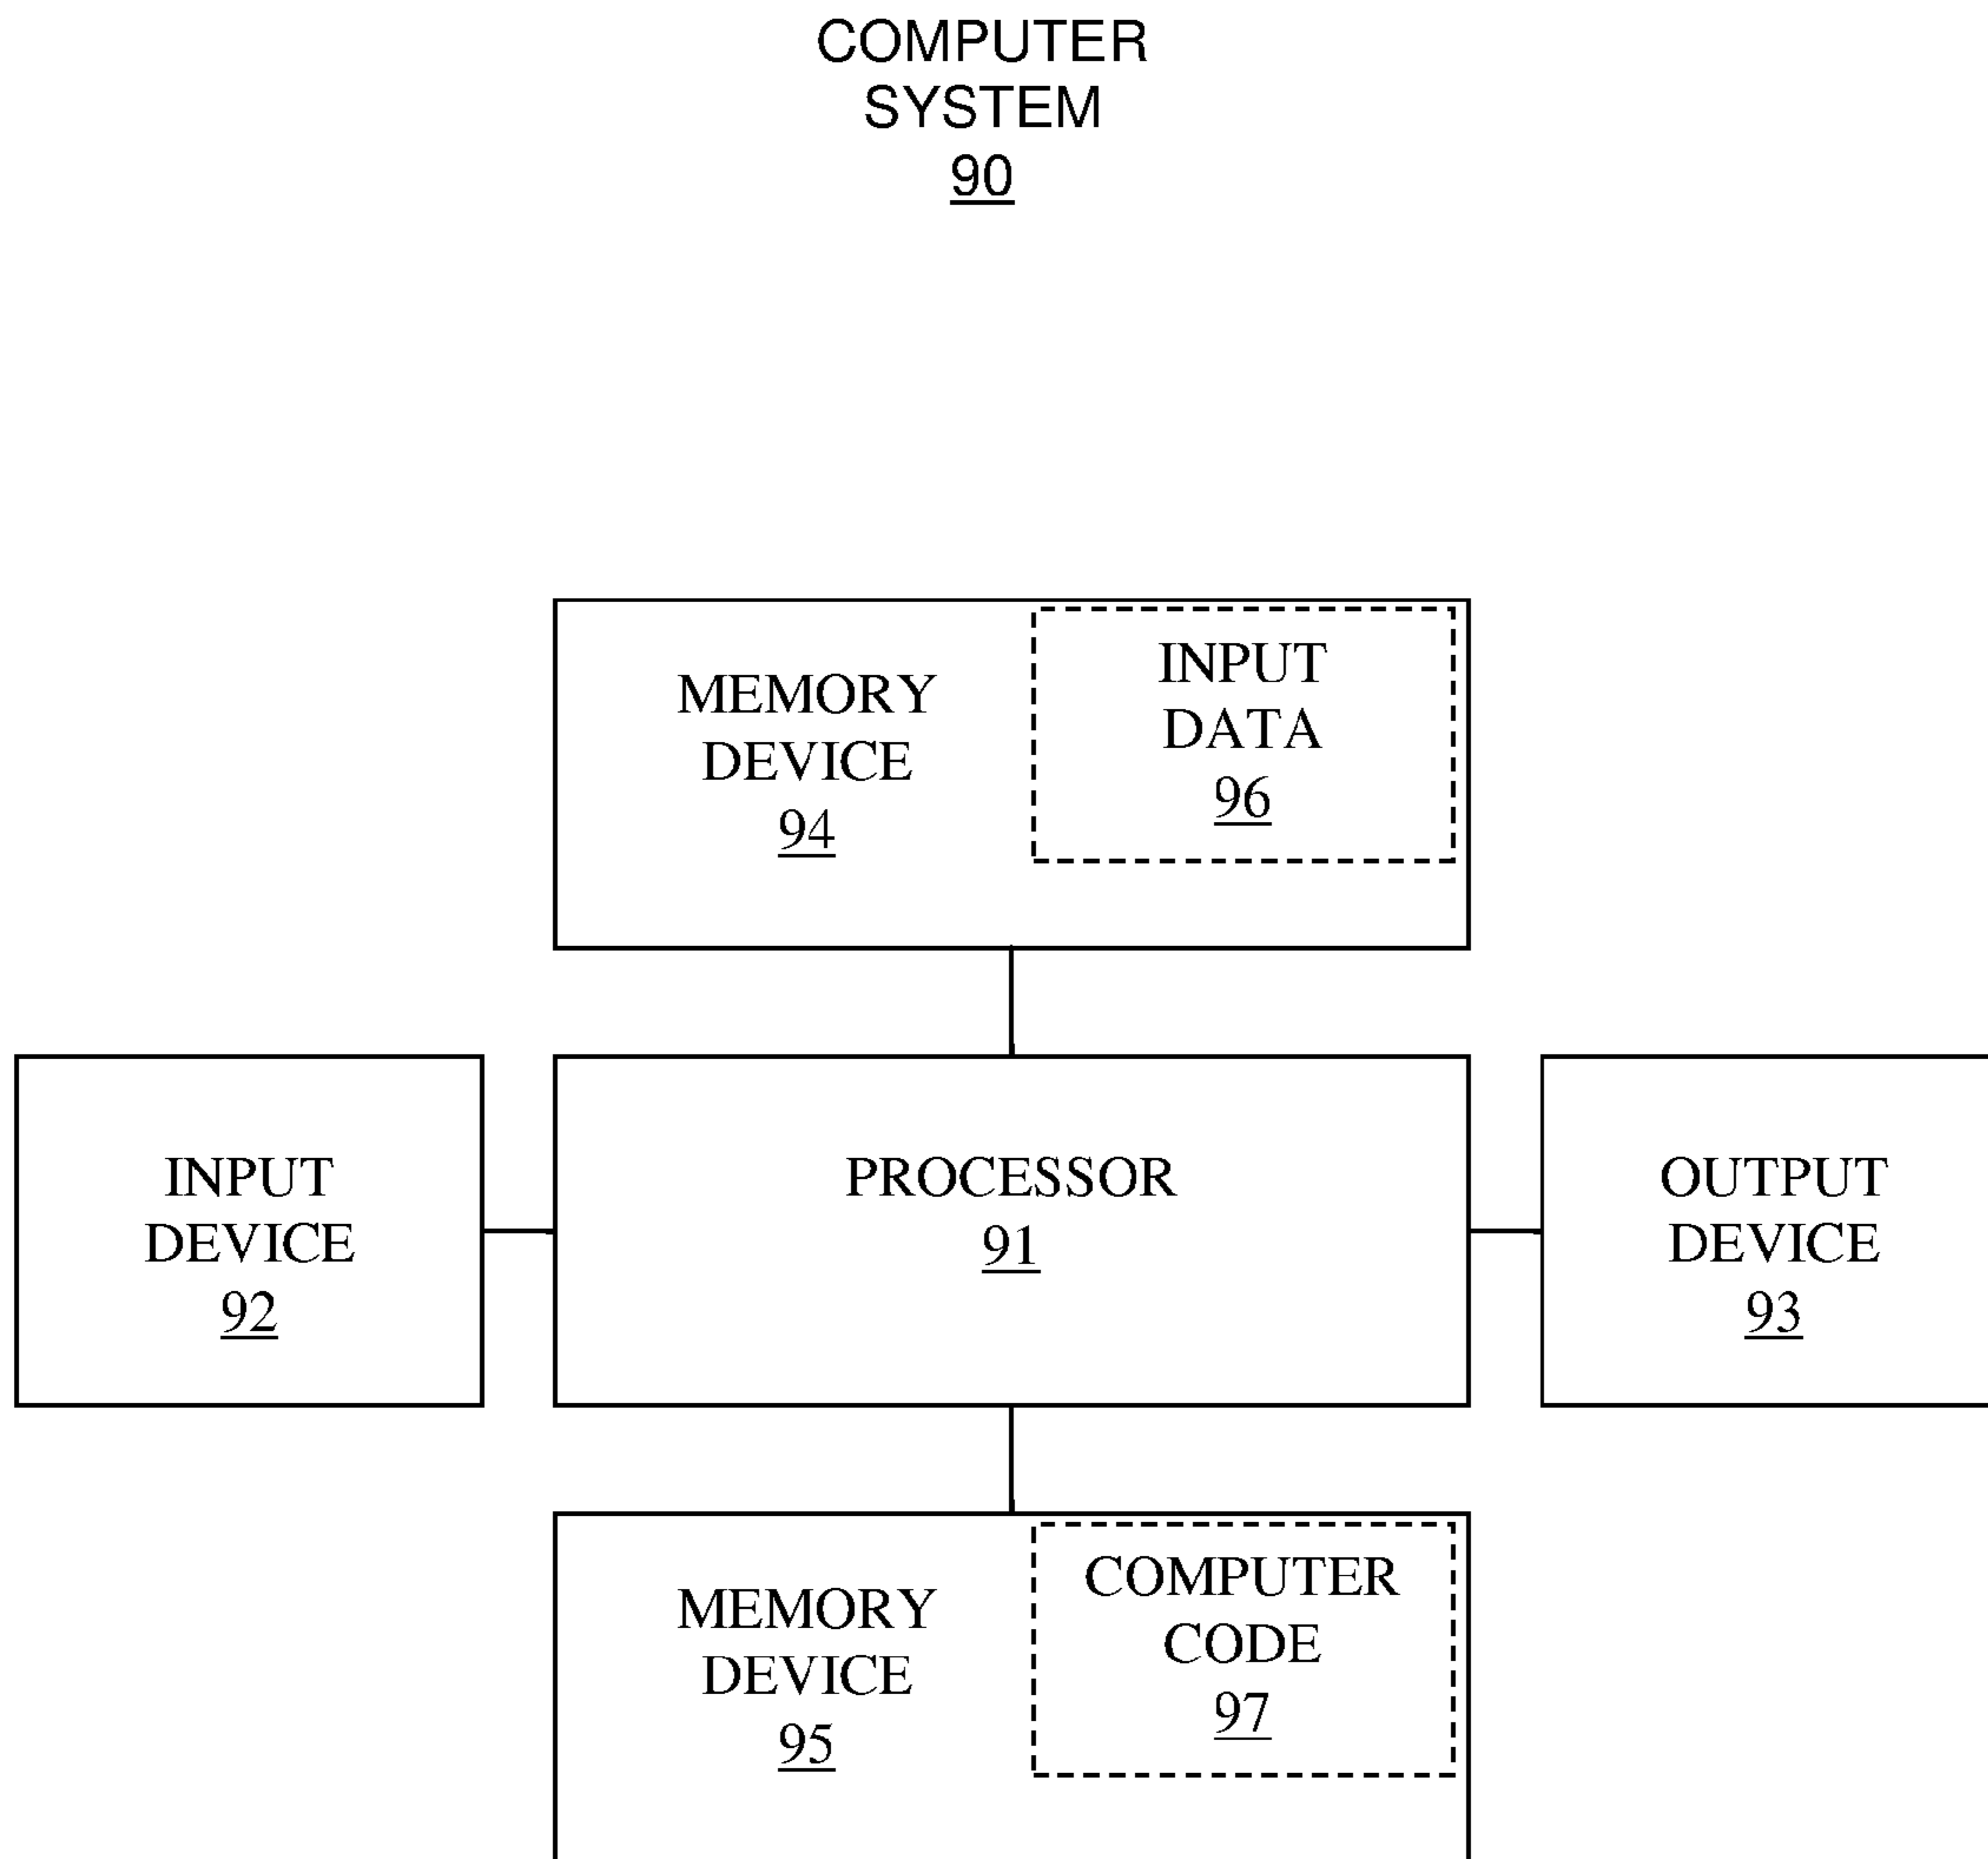 COMPUTER
SYSTEM
90
MEMORY
DEVICE
94
INPUT
DATA
96
INPUT
DEVICE
92
PROCESSOR
91
OUTPUT
DEVICE
93
MEMORY
DEVICE
95
COMPUTER
CODE
97